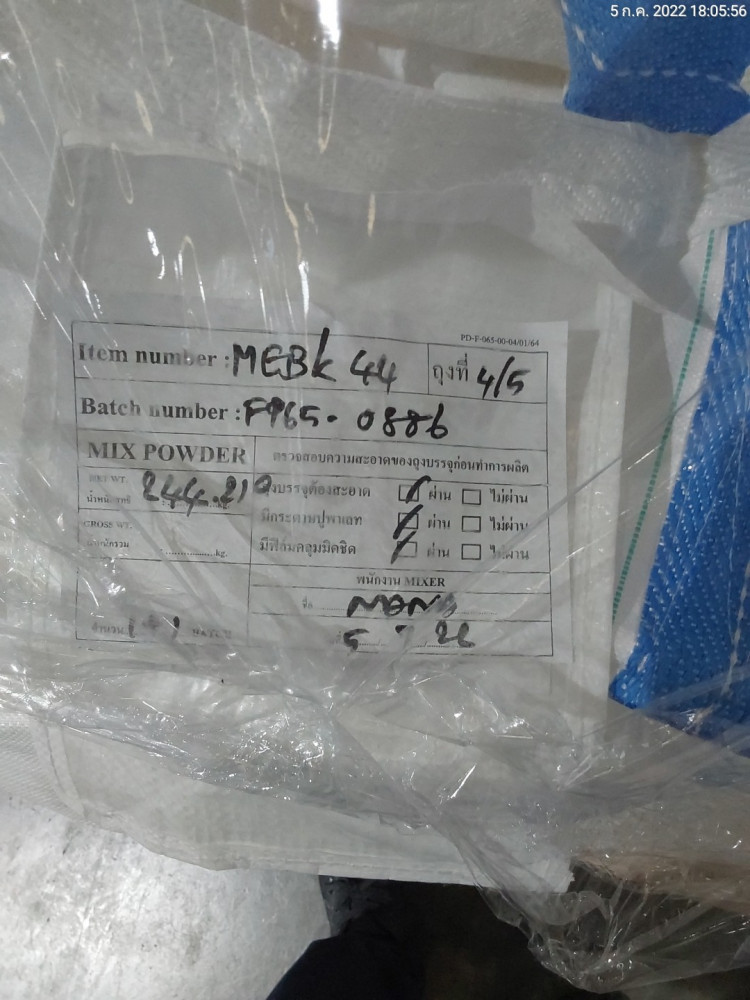 5 ก.ค. 2022 18:05:56
PD-F-065-00-04/01/64
Item number : MEBK 44 ถุงที่ 4/5
Batch number : FP65-0886
MIX POWDER ตรวจสอบความสะอาดของถุงบรรจุก่อนทำการผลิต
NET WT. 244.210 ถุงบรรจุต้องสะอาด ผ่าน ไม่ผ่าน
น้ำหนักสุทธิ ....kg.
GROSS WT. มีกระดาษปูพาเลท ผ่าน ไม่ผ่าน
น้ำหนักรวม ..................kg. มีฟิล์มคลุมมิดชิด ผ่าน ไม่ผ่าน
พนักงาน MIXER
ชื่อ
จำนวน 5 7 22